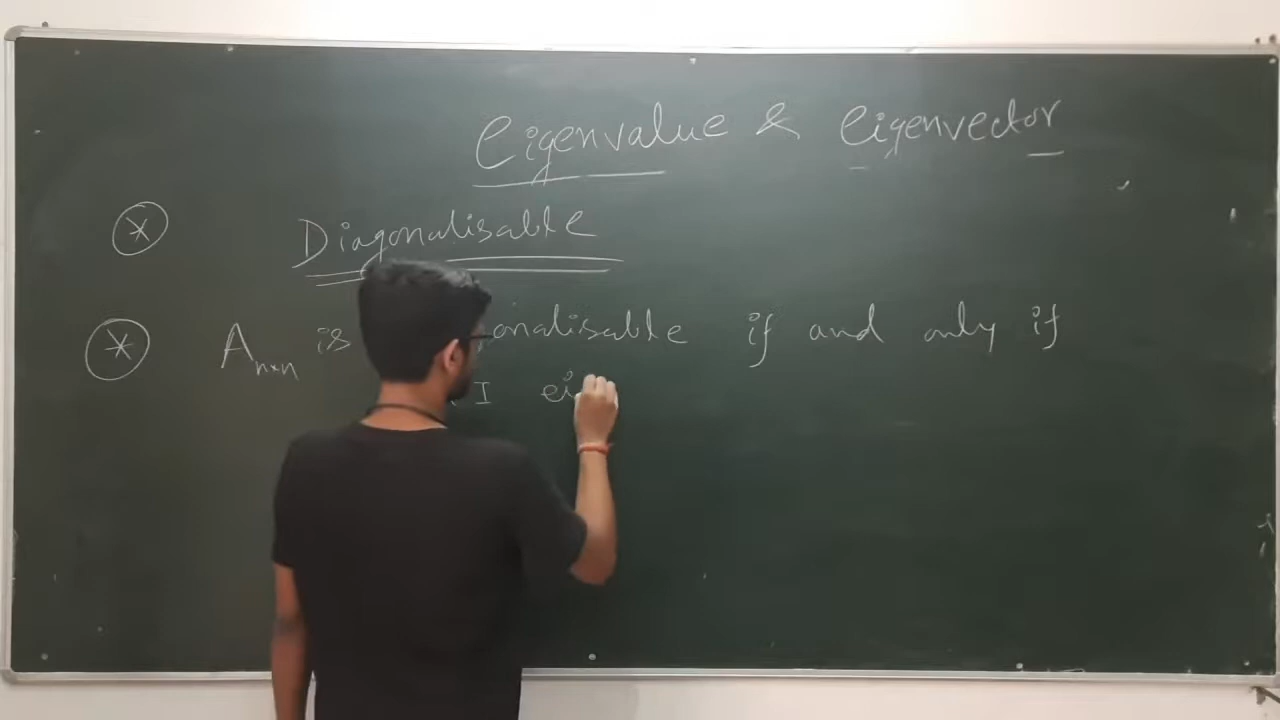 Eigenvalue & Eigenvector
* Diagonalisable
* Anxn is onalisable if and only if
I ei